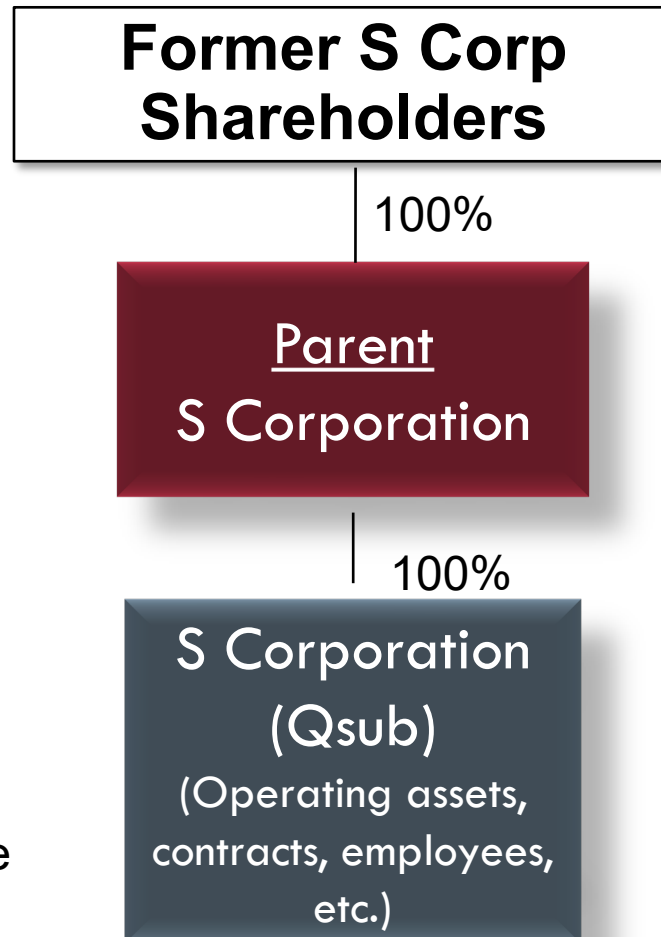 Former S Corp
Shareholders
100%
Parent
S Corporation
100%
S Corporation
(Qsub)
(Operating assets,
contracts, employees,
etc.)
e